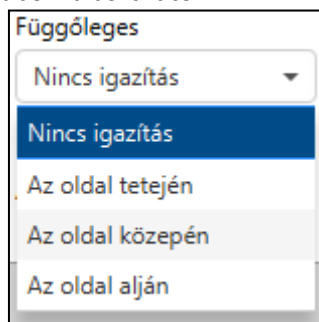 Függőleges
Nincs igazítás
Nincs igazítás
Az oldal tetején
Az oldal közepén
Az oldal alján